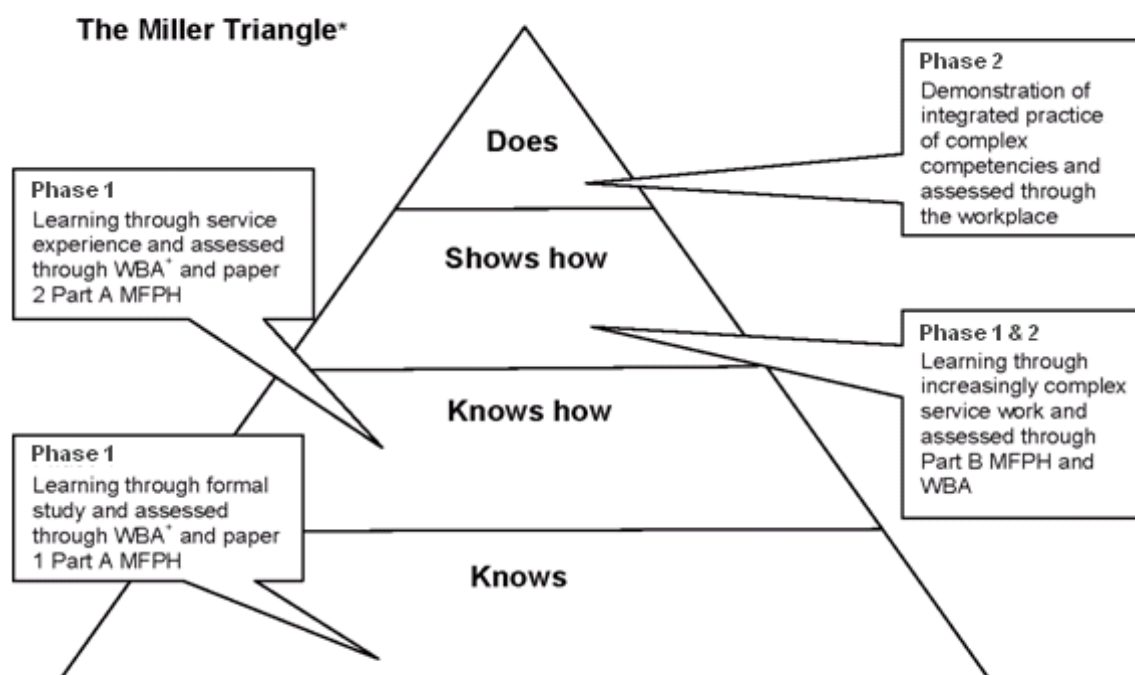 The Miller Triangle*
Does
Shows how
Knows how
Knows
Phase 1
Learning through service
experience and assessed
through WBA+ and paper
2 Part A MFPH
Phase 1
Learning through formal
study and assessed
through WBA+ and paper
1 Part A MFPH
Phase 2
Demonstration of
integrated practice
of complex
competencies and
assessed through
the workplace
Phase 1 & 2
Learning through
increasingly complex
service work and
assessed through
Part B MFPH and
WBA